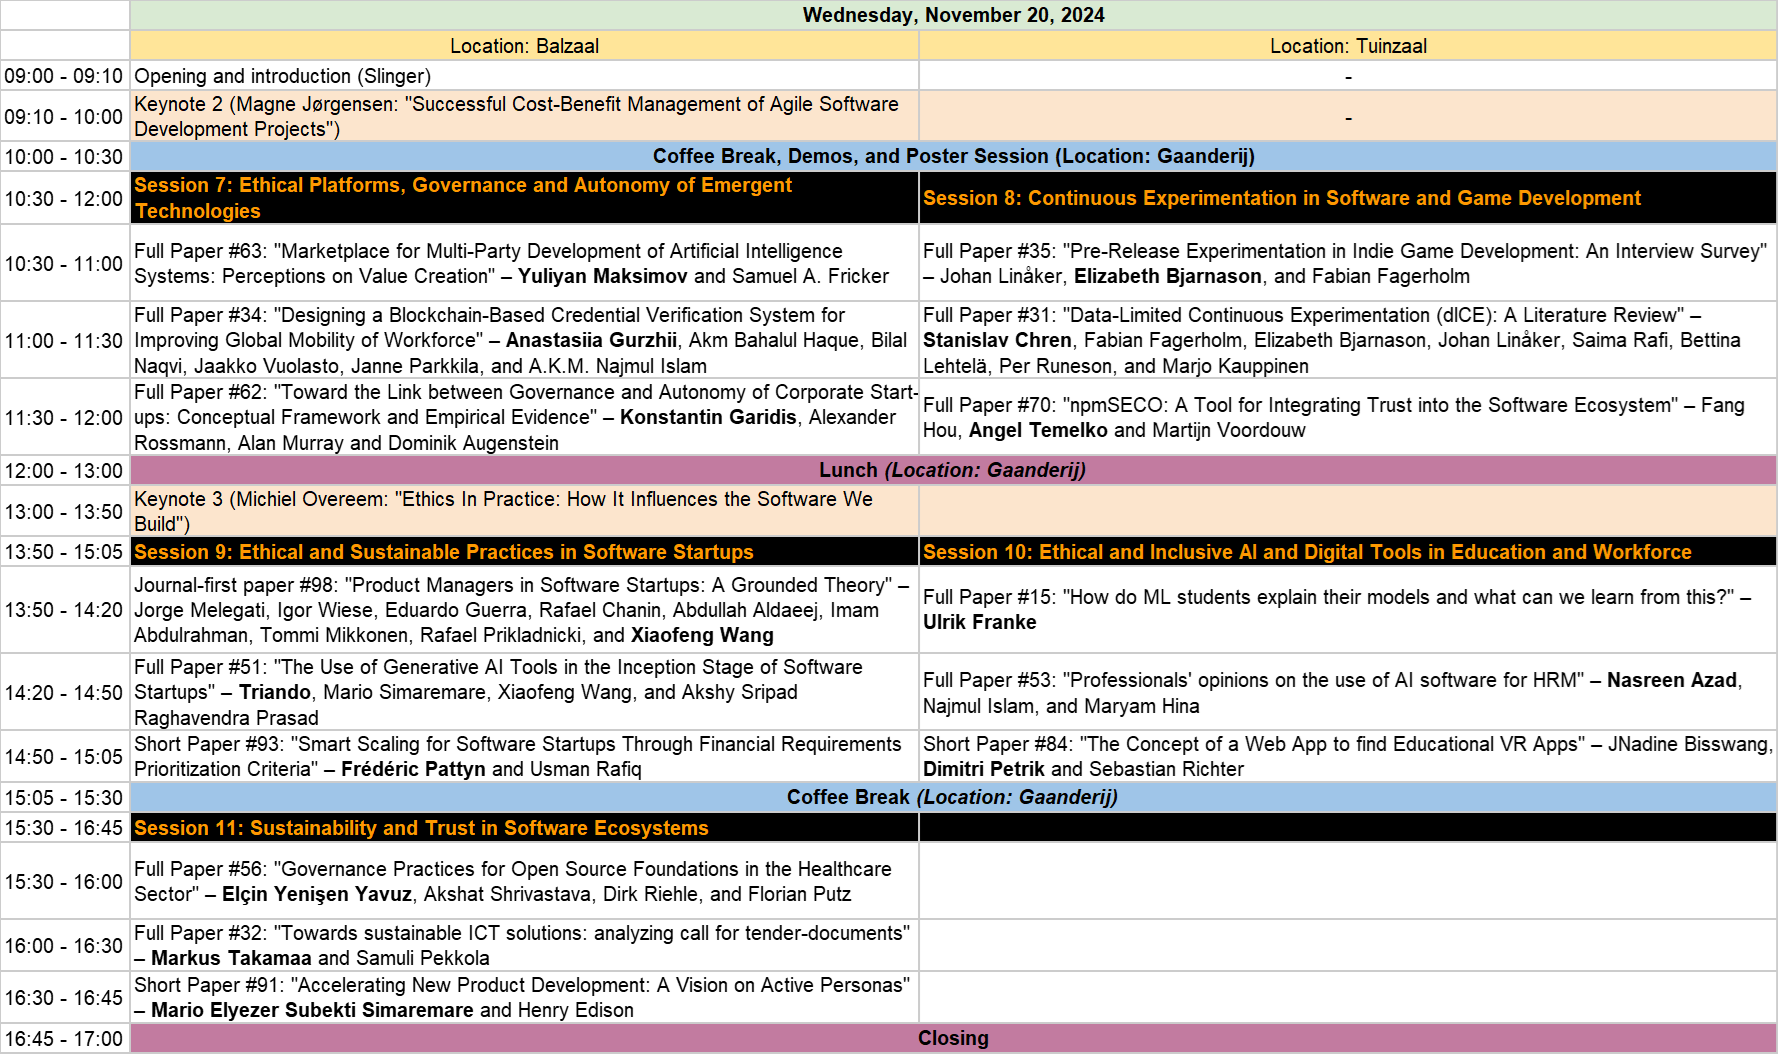 Wednesday, November 20, 2024
Location: Balzaal
Location: Tuinzaal
09:00 - 09:10
Opening and introduction (Slinger)
-
09:10 - 10:00
Keynote 2 (Magne Jørgensen: "Successful Cost-Benefit Management of Agile Software
Development Projects")
-
10:00 - 10:30
Coffee Break, Demos, and Poster Session (Location: Gaanderij)
10:30 - 12:00
Session 7: Ethical Platforms, Governance and Autonomy of Emergent
Technologies
Session 8: Continuous Experimentation in Software and Game Development
10:30 - 11:00
Full Paper #63: "Marketplace for Multi-Party Development of Artificial Intelligence
Systems: Perceptions on Value Creation" – Yuliyan Maksimov and Samuel A. Fricker
Full Paper #35: "Pre-Release Experimentation in Indie Game Development: An Interview Survey"
– Johan Linåker, Elizabeth Bjarnason, and Fabian Fagerholm
11:00 - 11:30
Full Paper #34: "Designing a Blockchain-Based Credential Verification System for
Improving Global Mobility of Workforce" – Anastasiia Gurzhii, Akm Bahalul Haque, Bilal
Naqvi, Jaakko Vuolasto, Janne Parkkila, and A.K.M. Najmul Islam
Full Paper #31: "Data-Limited Continuous Experimentation (dlCE): A Literature Review" –
Stanislav Chren, Fabian Fagerholm, Elizabeth Bjarnason, Johan Linåker, Saima Rafi, Bettina
Lehtelä, Per Runeson, and Marjo Kauppinen
11:30 - 12:00
Full Paper #62: "Toward the Link between Governance and Autonomy of Corporate Start-
ups: Conceptual Framework and Empirical Evidence" – Konstantin Garidis, Alexander
Rossmann, Alan Murray and Dominik Augenstein
Full Paper #70: "npmSECO: A Tool for Integrating Trust into the Software Ecosystem" – Fang
Hou, Angel Temelko and Martijn Voordouw
12:00 - 13:00
Lunch (Location: Gaanderij)
13:00 - 13:50
Keynote 3 (Michiel Overeem: "Ethics In Practice: How It Influences the Software We
Build")
13:50 - 15:05
Session 9: Ethical and Sustainable Practices in Software Startups
Session 10: Ethical and Inclusive AI and Digital Tools in Education and Workforce
13:50 - 14:20
Journal-first paper #98: "Product Managers in Software Startups: A Grounded Theory" –
Jorge Melegati, Igor Wiese, Eduardo Guerra, Rafael Chanin, Abdullah Aldaeej, Imam
Abdulrahman, Tommi Mikkonen, Rafael Prikladnicki, and Xiaofeng Wang
Full Paper #15: "How do ML students explain their models and what can we learn from this?" –
Ulrik Franke
14:20 - 14:50
Full Paper #51: "The Use of Generative AI Tools in the Inception Stage of Software
Startups" – Triando, Mario Simaremare, Xiaofeng Wang, and Akshy Sripad
Raghavendra Prasad
Full Paper #53: "Professionals' opinions on the use of AI software for HRM" – Nasreen Azad,
Najmul Islam, and Maryam Hina
14:50 - 15:05
Short Paper #93: "Smart Scaling for Software Startups Through Financial Requirements
Prioritization Criteria" – Frédéric Pattyn and Usman Rafiq
Short Paper #84: "The Concept of a Web App to find Educational VR Apps" – JNadine Bisswang,
Dimitri Petrik and Sebastian Richter
15:05 - 15:30
Coffee Break (Location: Gaanderij)
15:30 - 16:45
Session 11: Sustainability and Trust in Software Ecosystems
15:30 - 16:00
Full Paper #56: "Governance Practices for Open Source Foundations in the Healthcare
Sector" – Elçin Yenişen Yavuz, Akshat Shrivastava, Dirk Riehle, and Florian Putz
16:00 - 16:30
Full Paper #32: "Towards sustainable ICT solutions: analyzing call for tender-documents"
– Markus Takamaa and Samuli Pekkola
16:30 - 16:45
Short Paper #91: "Accelerating New Product Development: A Vision on Active Personas"
– Mario Elyezer Subekti Simaremare and Henry Edison
16:45 - 17:00
Closing